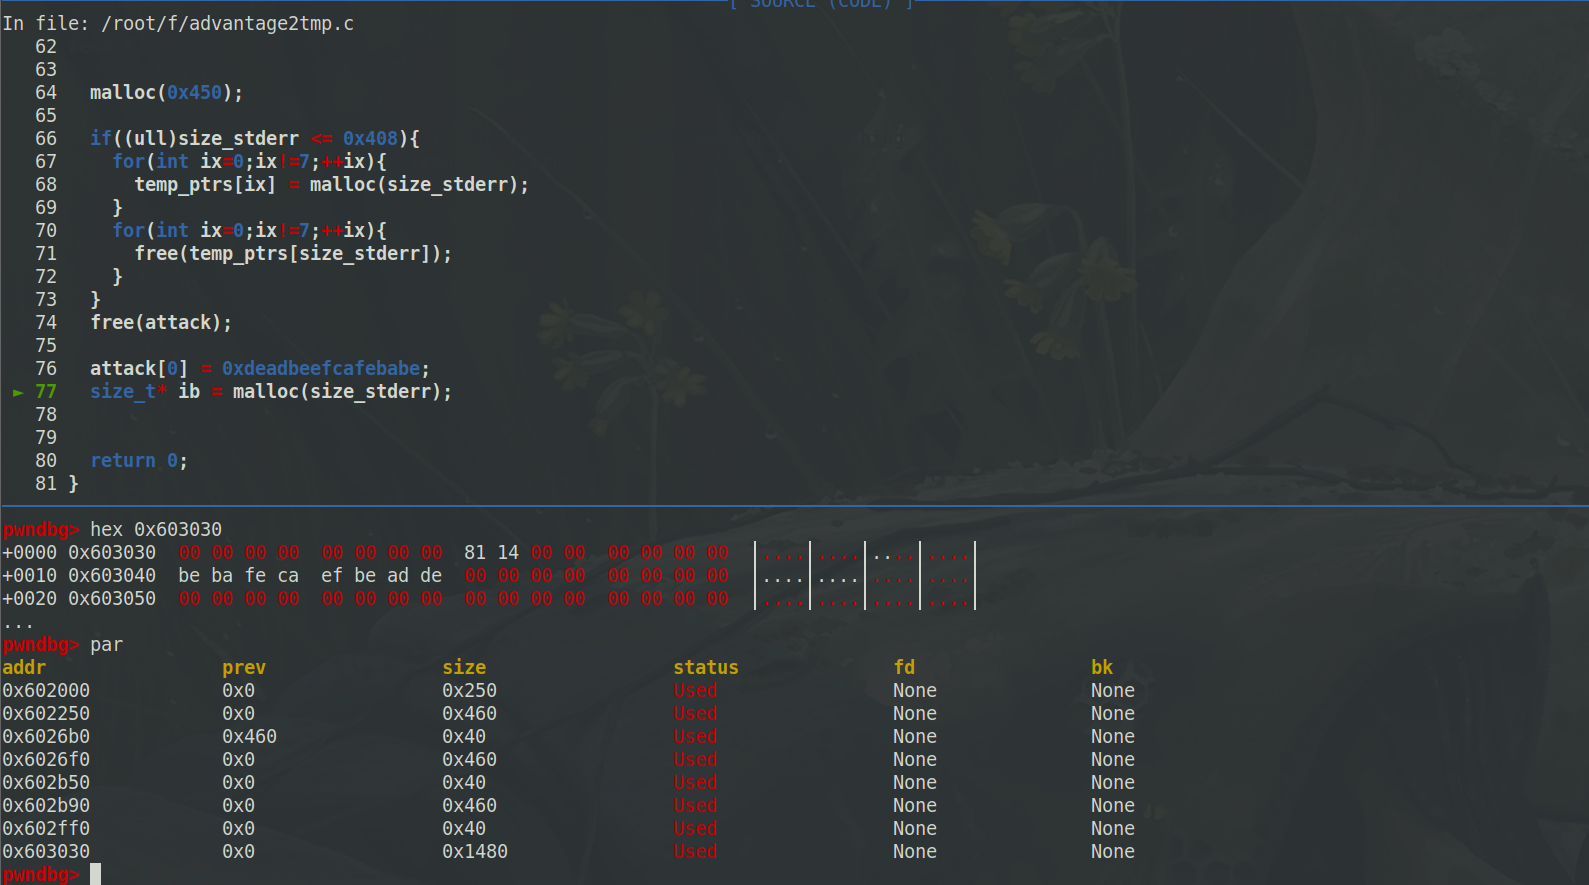 [ SOURCE (CODE) ]
In file: /root/f/advantage2tmp.c
62
63
64 malloc(0x450);
65
66 if((ull)size_stderr <= 0x408){
67 for(int ix=0;ix!=7;++ix){
68 temp_ptrs[ix] = malloc(size_stderr);
69 }
70 for(int ix=0;ix!=7;++ix){
71 free(temp_ptrs[size_stderr]);
72 }
73 }
74 free(attack);
75
76 attack[0] = 0xdeadbeefcafebabe;
► 77 size_t* ib = malloc(size_stderr);
78
79
80 return 0;
81 }
pwndbg> hex 0x603030
+0000 0x603030 00 00 00 00 00 00 00 00 81 14 00 00 00 00 00 00 |....|....|....|....|
+0010 0x603040 be ba fe ca ef be ad de 00 00 00 00 00 00 00 00 |....|....|....|....|
+0020 0x603050 00 00 00 00 00 00 00 00 00 00 00 00 00 00 00 00 |....|....|....|....|
...
pwndbg> par
addr prev size status fd bk
0x602000 0x0 0x250 Used None None
0x602250 0x0 0x460 Used None None
0x6026b0 0x460 0x40 Used None None
0x6026f0 0x0 0x460 Used None None
0x602b50 0x0 0x40 Used None None
0x602b90 0x0 0x460 Used None None
0x602ff0 0x0 0x40 Used None None
0x603030 0x0 0x1480 Used None None
pwndbg>